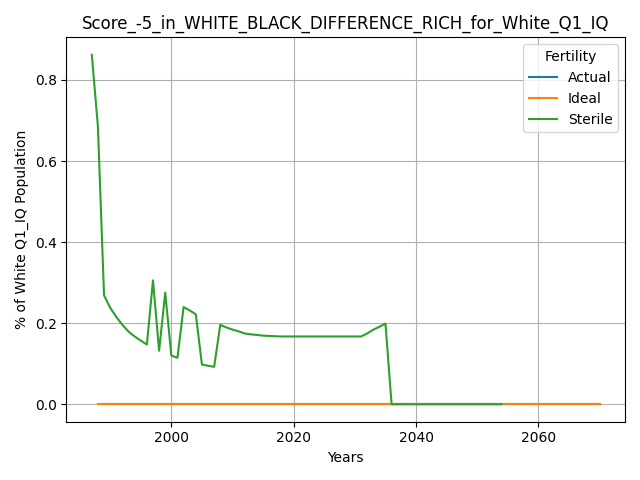 Score_-5_in_WHITE_BLACK_DIFFERENCE_RICH_for_White_Q1_IQ
Fertility
Actual
Ideal
Sterile
0.8
0.6
0.4
0.2
0.0
% of White Q1_IQ Population
2000
2020
2040
2060
Years